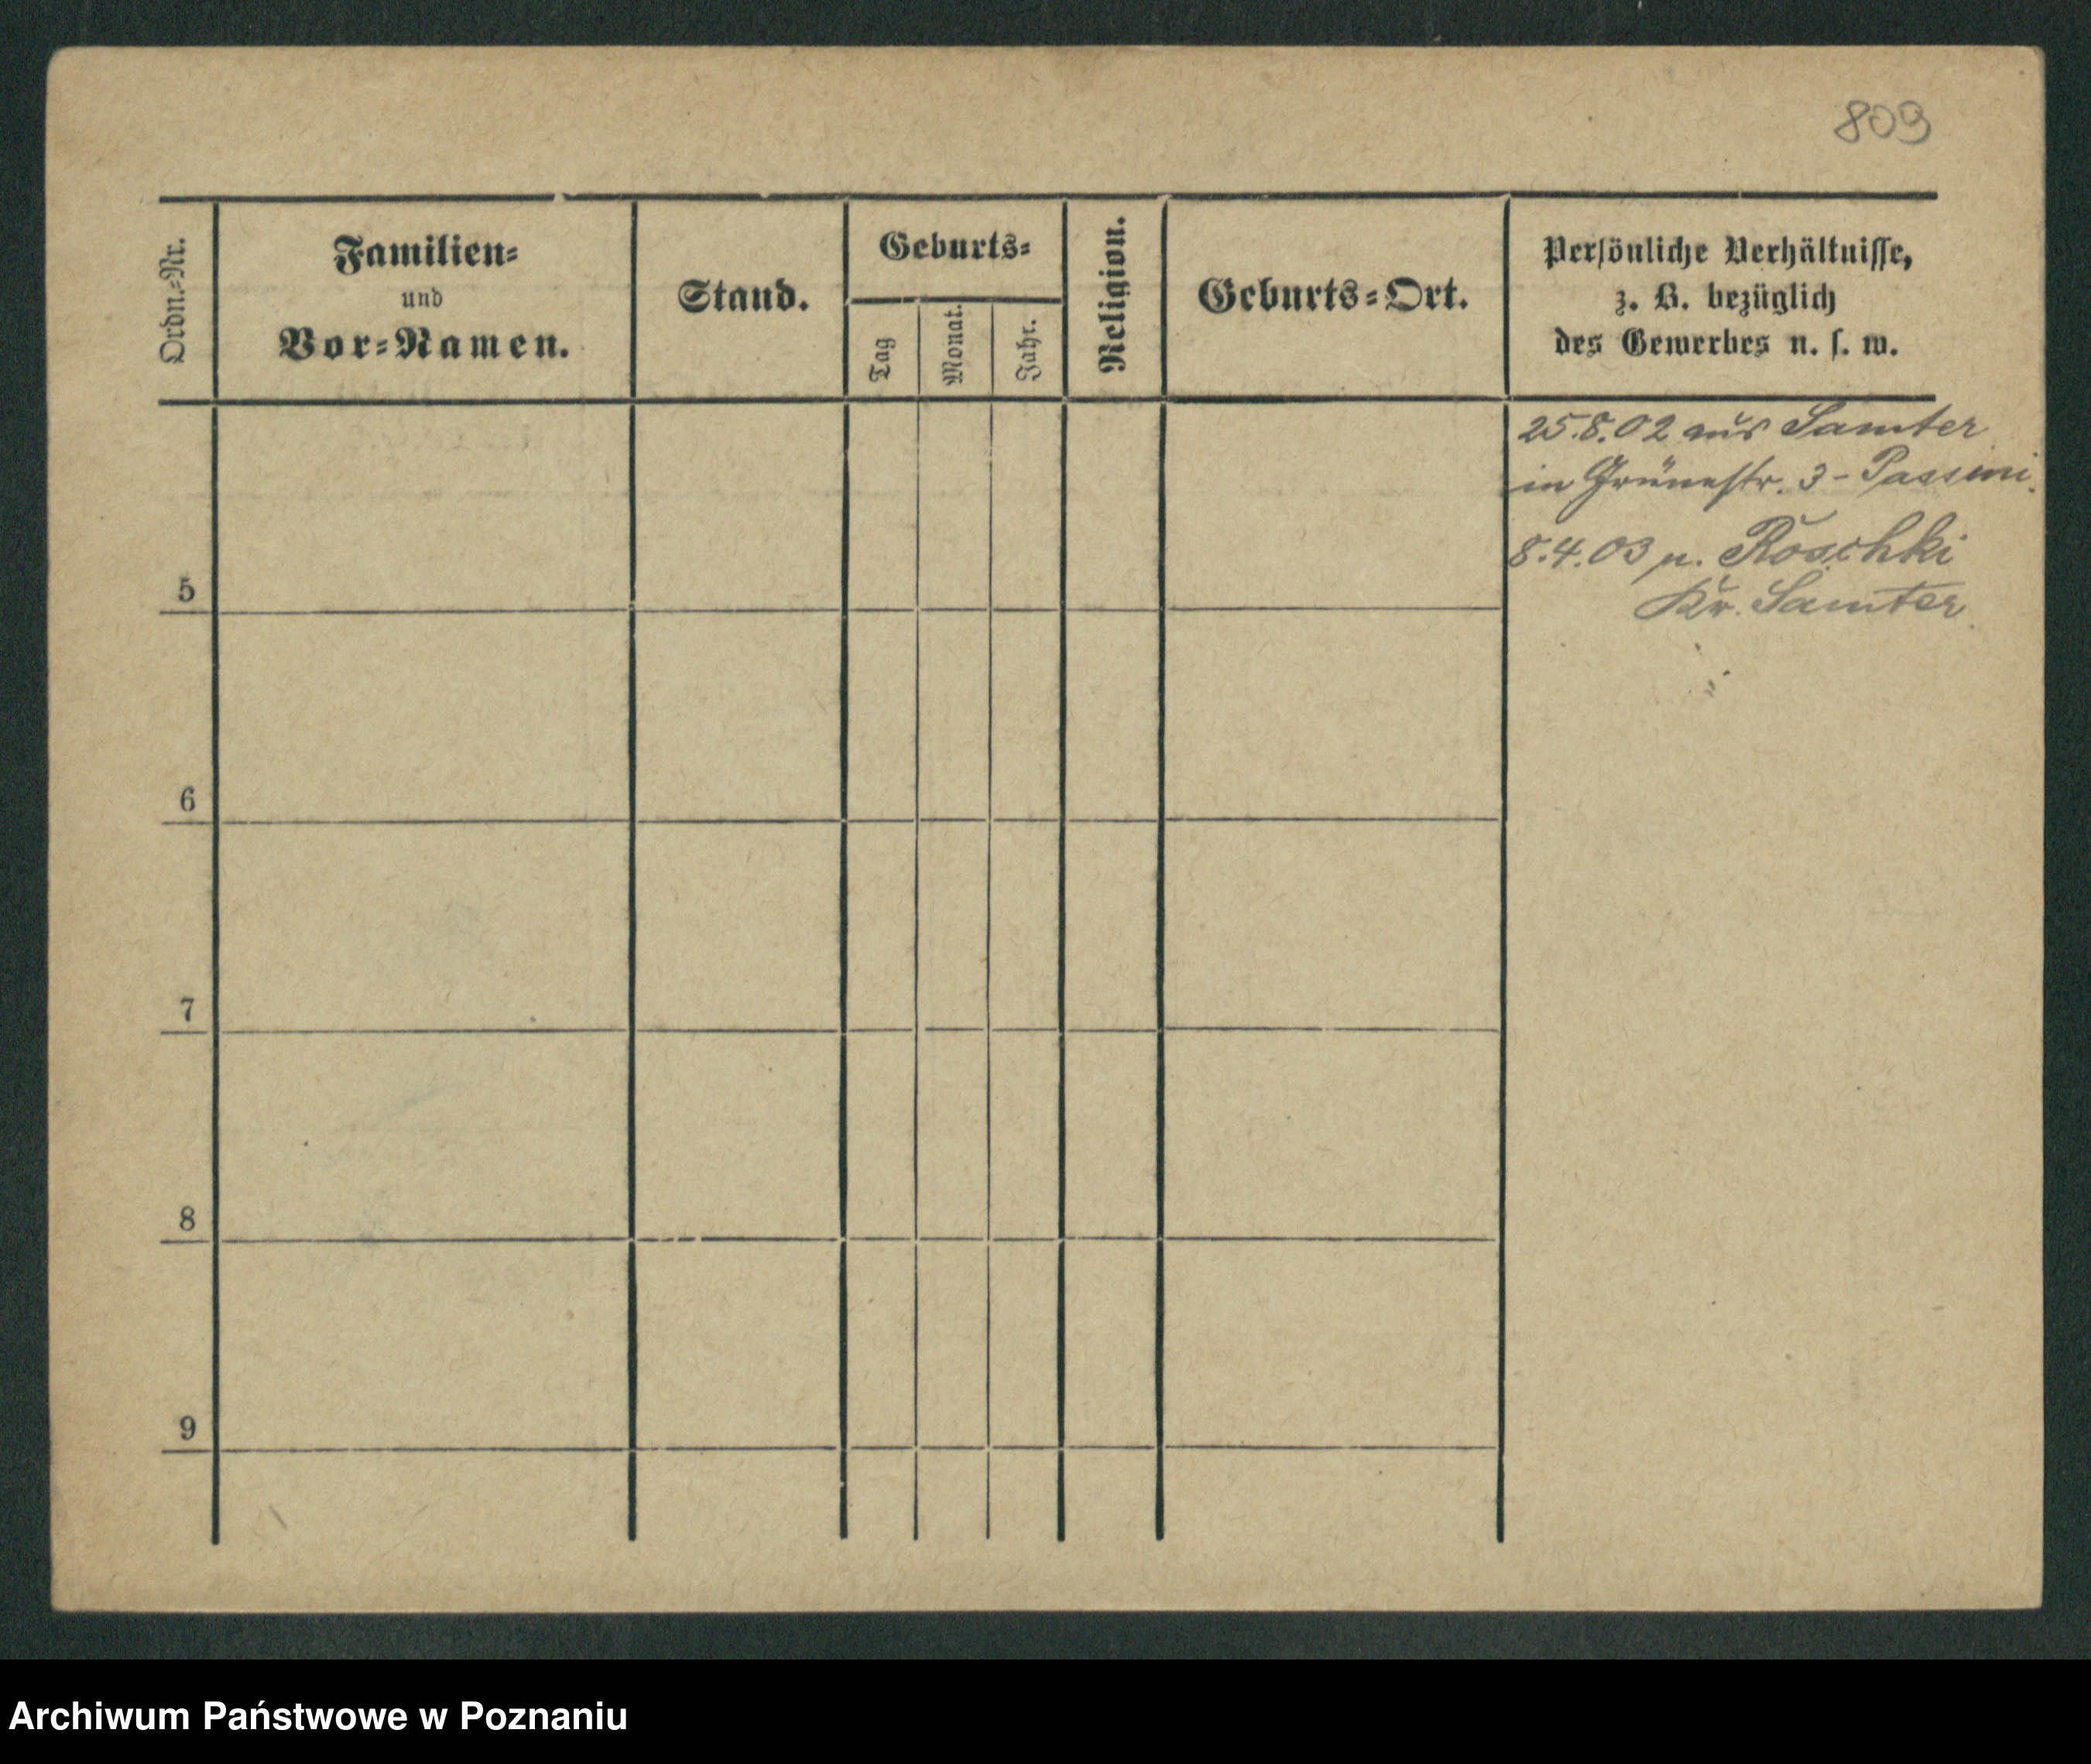 809
Ordn.-Nr.
Familien-
und
Vor-Namen.
Stand.
Geburts-
Tag
Monat.
Jahr.
Religion.
Geburts-Ort.
Persönliche Verhältnisse,
z. B. bezüglich
des Gewerbes u. s. w.
25.8.02 aus Samter
in Grünestr. 3 - Passini.
8.4.03 n. Roschki
Kr. Samter.
5
6
7
8
9
Archiwum Państwowe w Poznaniu